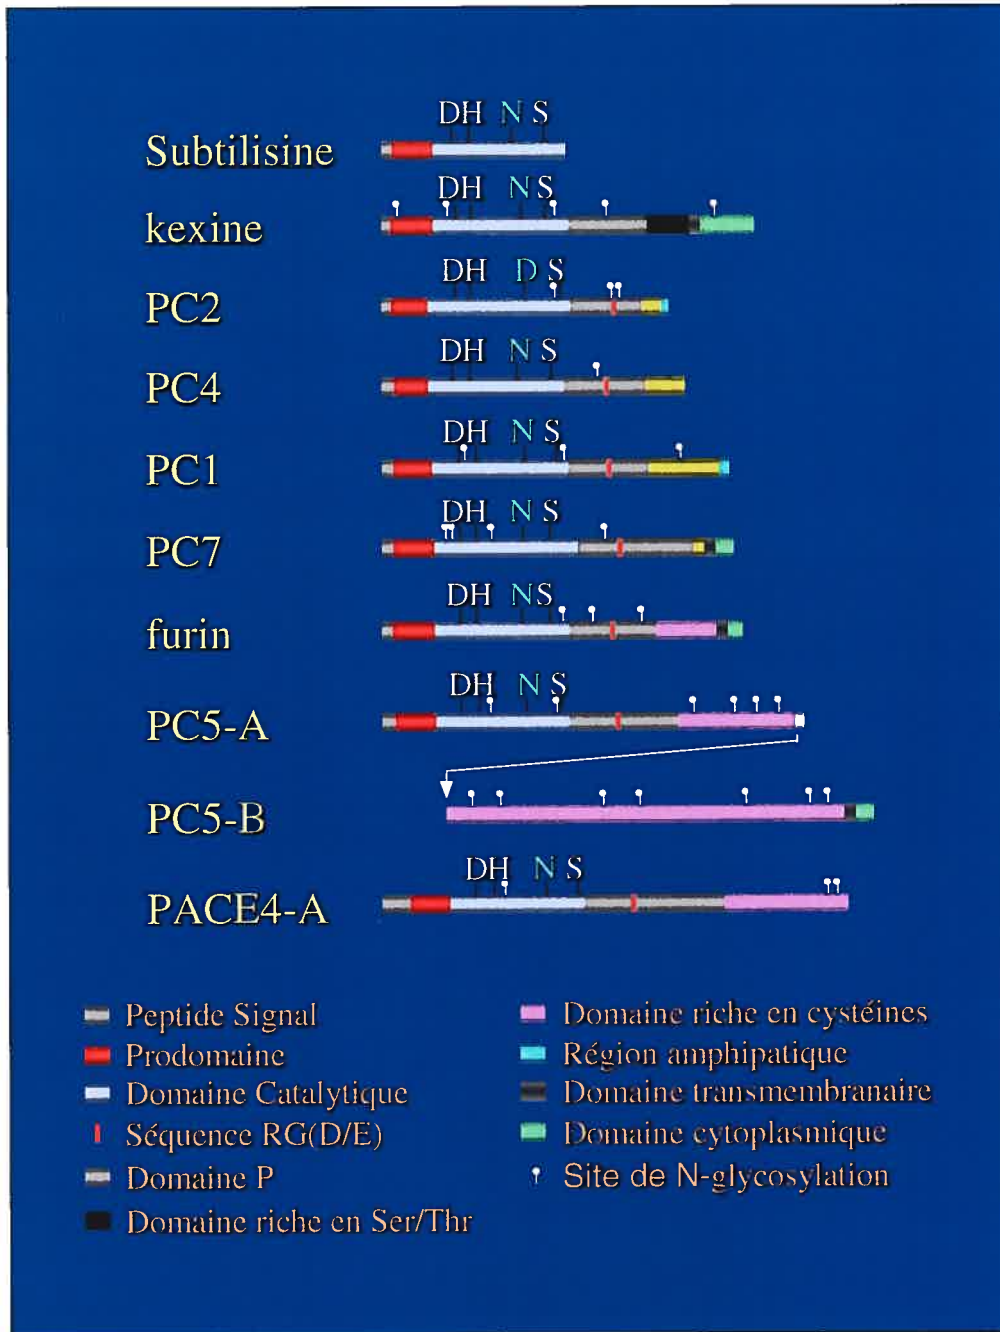 DH N S
Subtilisine
DH N S
kexine
DH D S
PC2
DH N S
PC4
DH N S
PC1
DH N S
PC7
DH N S
furin
DH N S
PC5-A
PC5-B
DH N S
PACE4-A
Peptide Signal
Prodomaine
Domaine Catalytique
Séquence RG(D/E)
Domaine P
Domaine riche en Ser/Thr
Domaine riche en cystéines
Région amphipatique
Domaine transmembranaire
Domaine cytoplasmique
Site de N-glycosylation